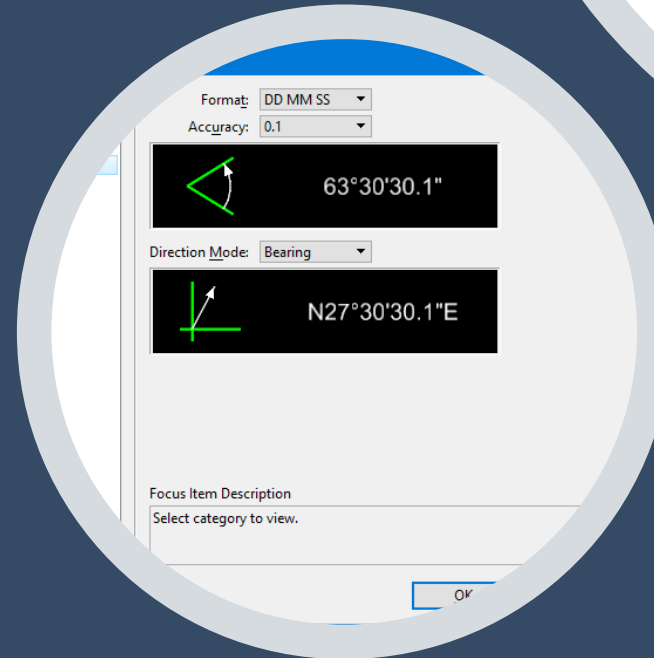 Format: DD MM SS
Accuracy: 0.1
63°30'30.1"
Direction Mode: Bearing
N27°30'30.1"E
Focus Item Description
Select category to view.
OK